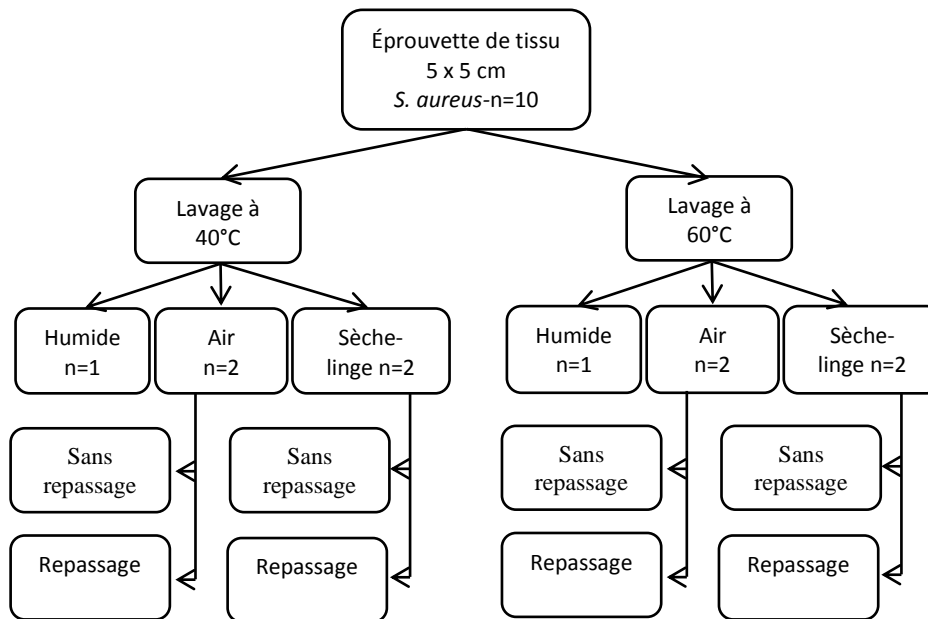 Éprouvette de tissu
5 x 5 cm
S. aureus-n=10
Lavage à
40°C
Lavage à
60°C
Humide
n=1
Air
n=2
Sèche-
linge n=2
Humide
n=1
Air
n=2
Sèche-
linge n=2
Sans
repassage
Sans
repassage
Sans
repassage
Sans
repassage
Repassage
Repassage
Repassage
Repassage